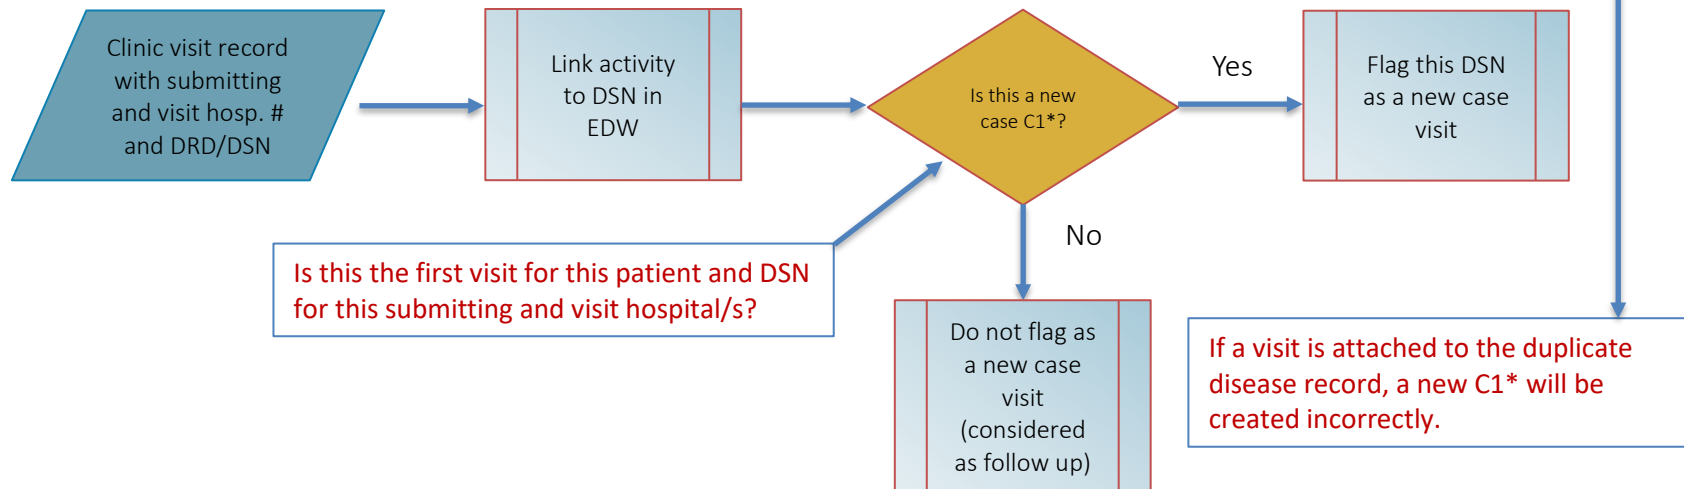 Clinic visit record
with submitting
and visit hosp. #
and DRD/DSN
Link activity
to DSN in
EDW
Is this a new
case C1*?
Yes
Flag this DSN
as a new case
visit
No
Is this the first visit for this patient and DSN
for this submitting and visit hospital/s?
Do not flag as
a new case
visit
(considered
as follow up)
If a visit is attached to the duplicate
disease record, a new C1* will be
created incorrectly.